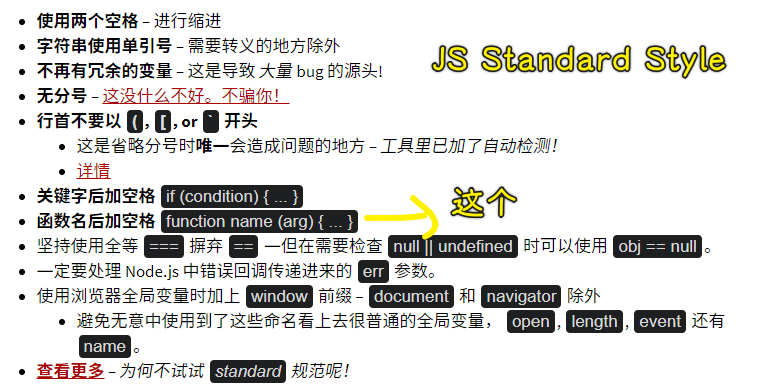 使用两个空格 – 进行缩进
字符串使用单引号 – 需要转义的地方除外
不再有冗余的变量 – 这是导致 大量 bug 的源头!
无分号 – 这没什么不好。不骗你！
行首不要以 (, [, or ` 开头
这是省略分号时唯一会造成问题的地方 – 工具里已加了自动检测！
详情
关键字后加空格 if (condition) { ... }
函数名后加空格 function name (arg) { ... }
坚持使用全等 === 摒弃 == 一但在需要检查 null || undefined 时可以使用 obj == null。
一定要处理 Node.js 中错误回调传递进来的 err 参数。
使用浏览器全局变量时加上 window 前缀 – document 和 navigator 除外
避免无意中使用到了这些命名看上去很普通的全局变量， open, length, event 还有
name。
查看更多 – 为何不试试 standard 规范呢！
JS Standard Style
这个